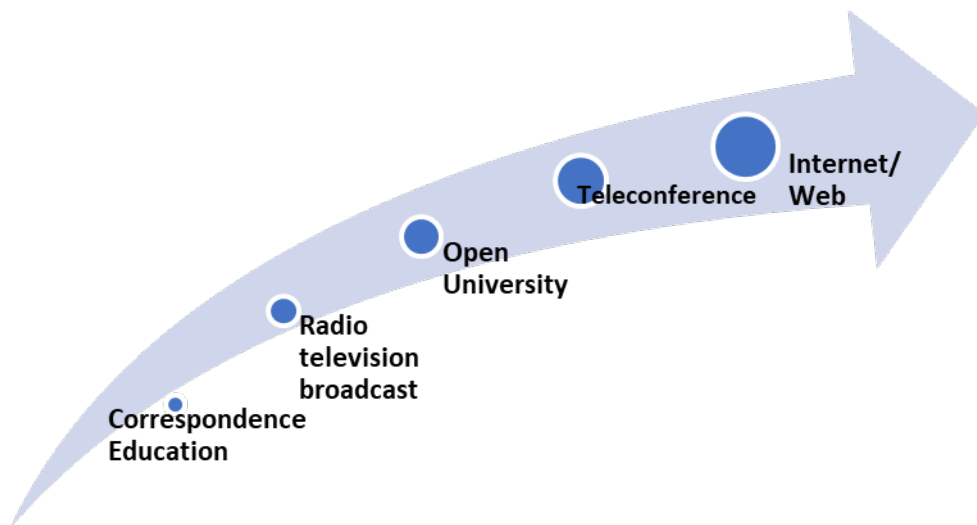 Correspondence
Education
Radio
television
broadcast
Open
University
Teleconference
Internet/
Web